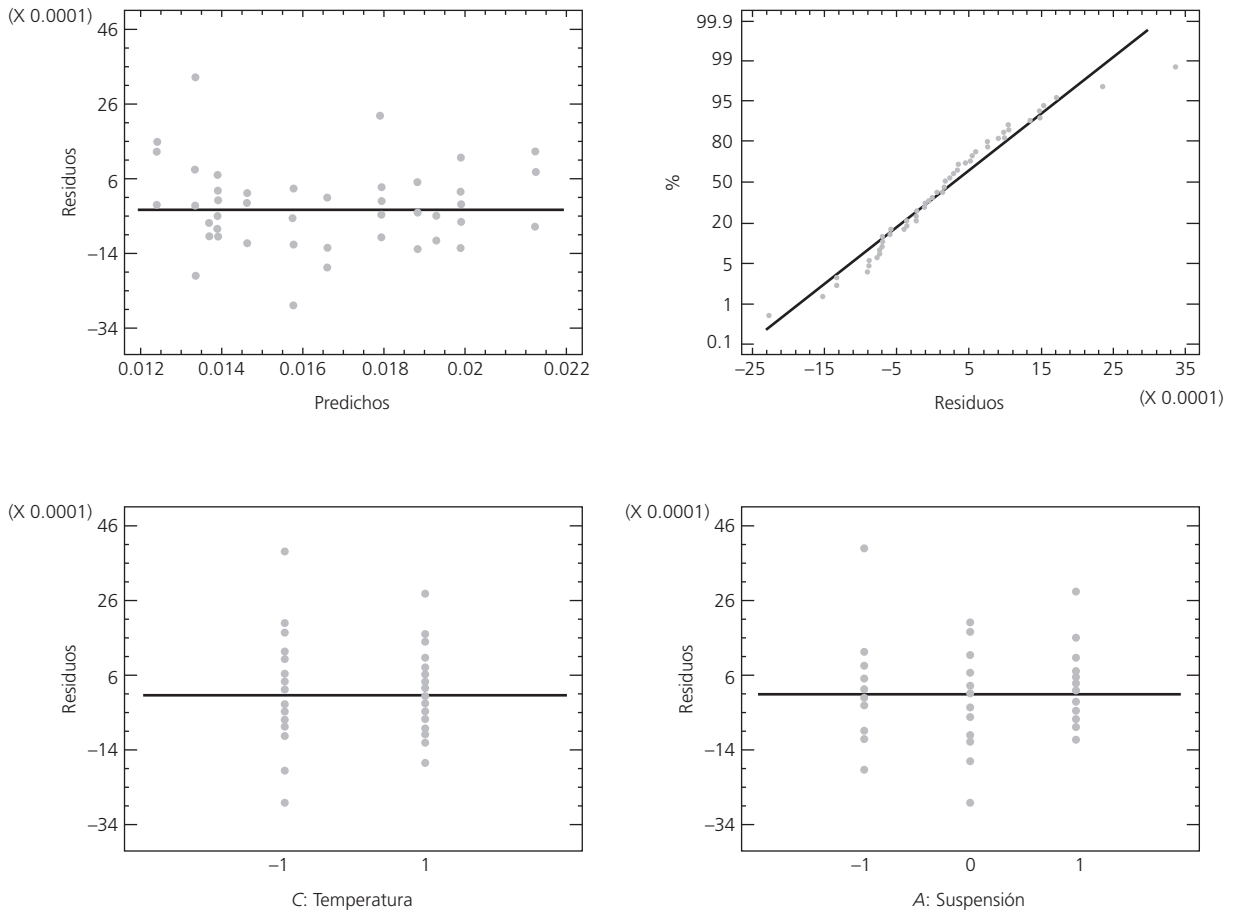 (X 0.0001)
46
26
6
−14
−34
Residuos
0.012 0.014 0.016 0.018 0.02 0.022
Predichos
99.9
99
95
80
50
20
5
1
0.1
%
−25 −15 −5 5 15 25 35
Residuos
(X 0.0001)
(X 0.0001)
46
26
6
−14
−34
Residuos
−1 1
C: Temperatura
(X 0.0001)
46
26
6
−14
−34
Residuos
−1 0 1
A: Suspensión